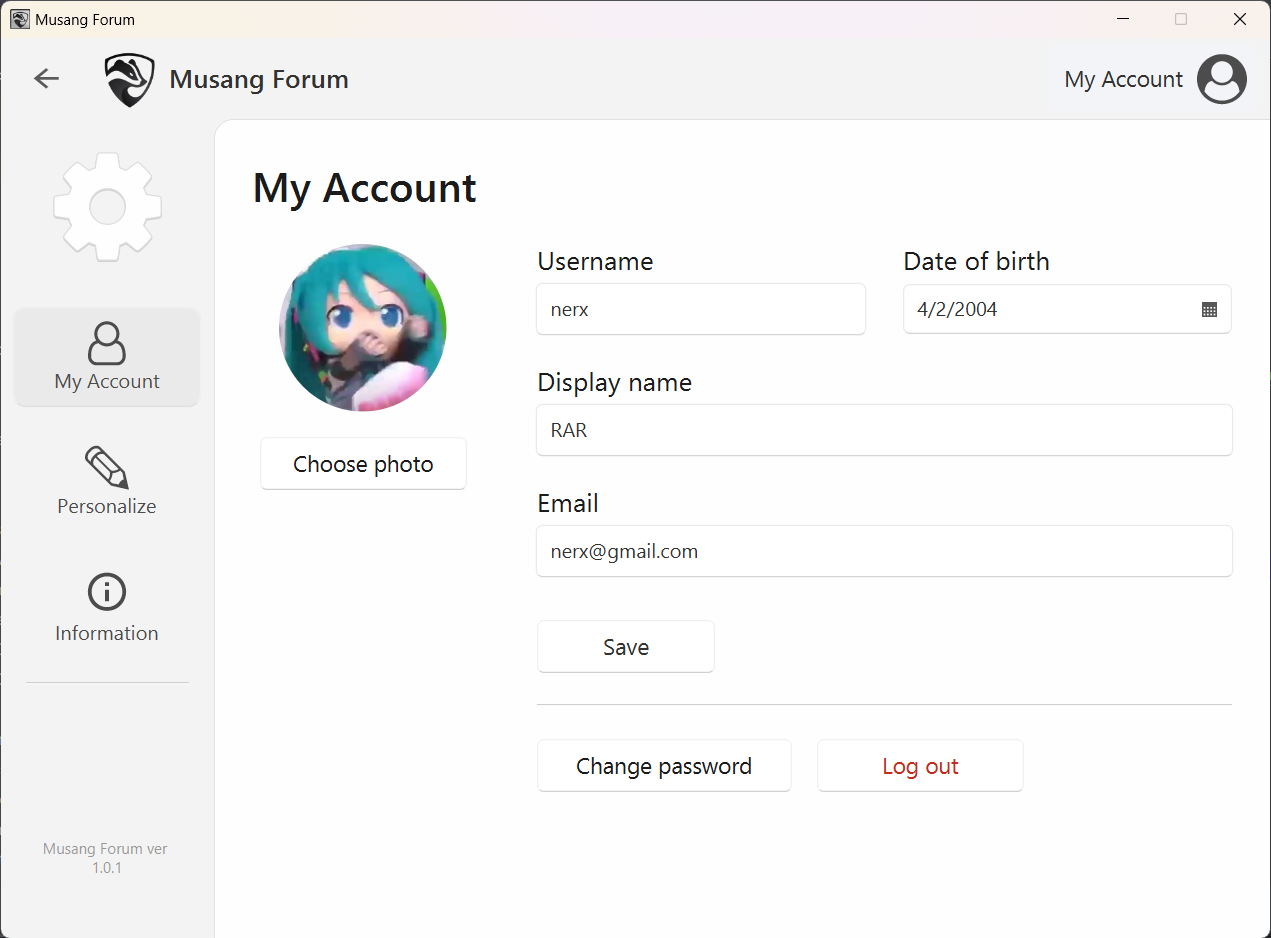 Musang Forum
Musang Forum
My Account
My Account
Personalize
Information
Musang Forum ver
1.0.1
My Account
Choose photo
Username
nerx
Date of birth
4/2/2004
Display name
RAR
Email
nerx@gmail.com
Save
Change password
Log out